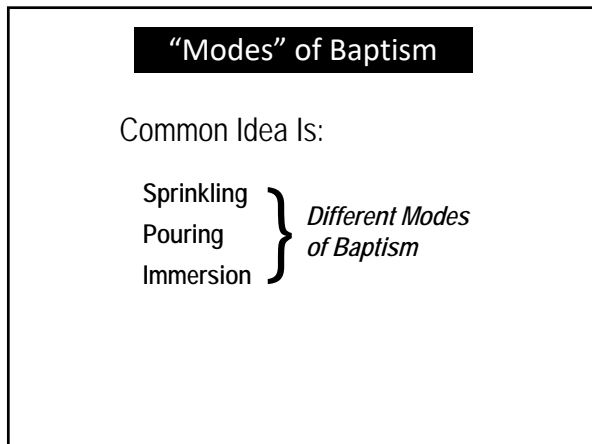 “Modes” of Baptism
Common Idea Is:
Sprinkling
Pouring
Immersion
Different Modes
of Baptism